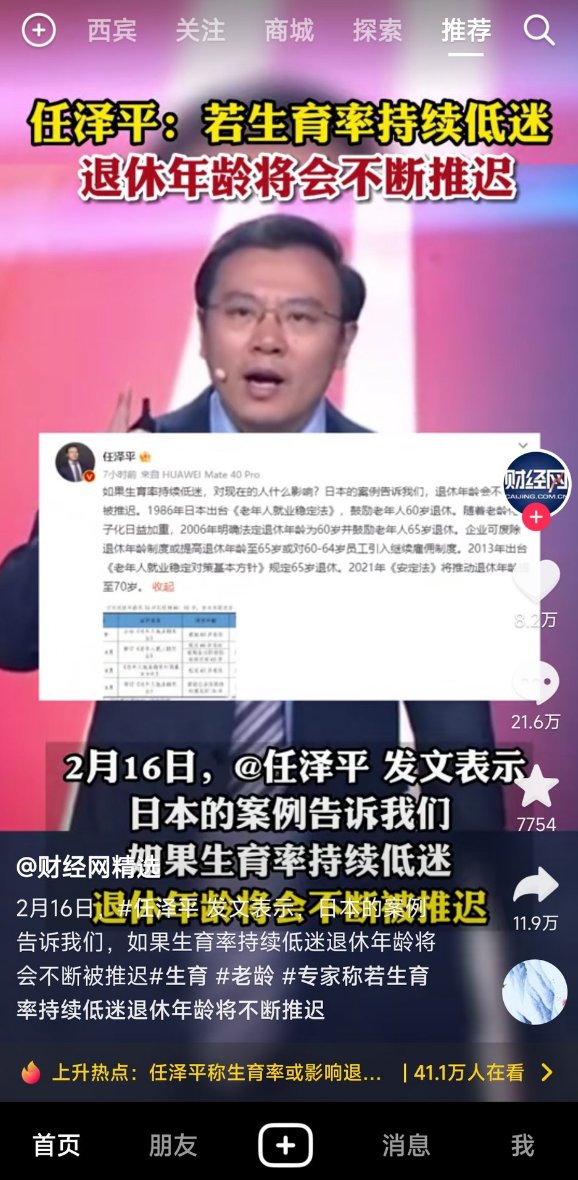 西宾 关注 商城 探索 推荐
任泽平：若生育率持续低迷
退休年龄将会不断推迟
任泽平
7小时前 来自 HUAWEI Mate 40 Pro
如果生育率持续低迷，对现在的人什么影响？日本的案例告诉我们，退休年龄会不
被推迟。1986年日本出台《老年人就业稳定法》，鼓励老年人60岁退休。随着老龄化
子化日益加重，2006年明确法定退休年龄为60岁并鼓励老年人65岁退休。企业可废除
退休年龄制度或提高退休年龄至65岁或对60-64岁员工引入继续雇佣制度。2013年出台
《老年人就业稳定对策基本方针》规定65岁退休。2021年《安定法》将推动退休年龄提
至70岁。 收起
财经网
CAIJING.COM.CN
8.2万
21.6万
7754
11.9万
2月16日，@任泽平 发文表示
日本的案例告诉我们
如果生育率持续低迷
退休年龄将会不断被推迟
@财经网精选
2月16日，#任泽平 发文表示，日本的案例
告诉我们，如果生育率持续低迷退休年龄将
会不断被推迟#生育 #老龄 #专家称若生育
率持续低迷退休年龄将不断推迟
上升热点：任泽平称生育率或影响退... | 41.1万人在看
首页 朋友 消息 我